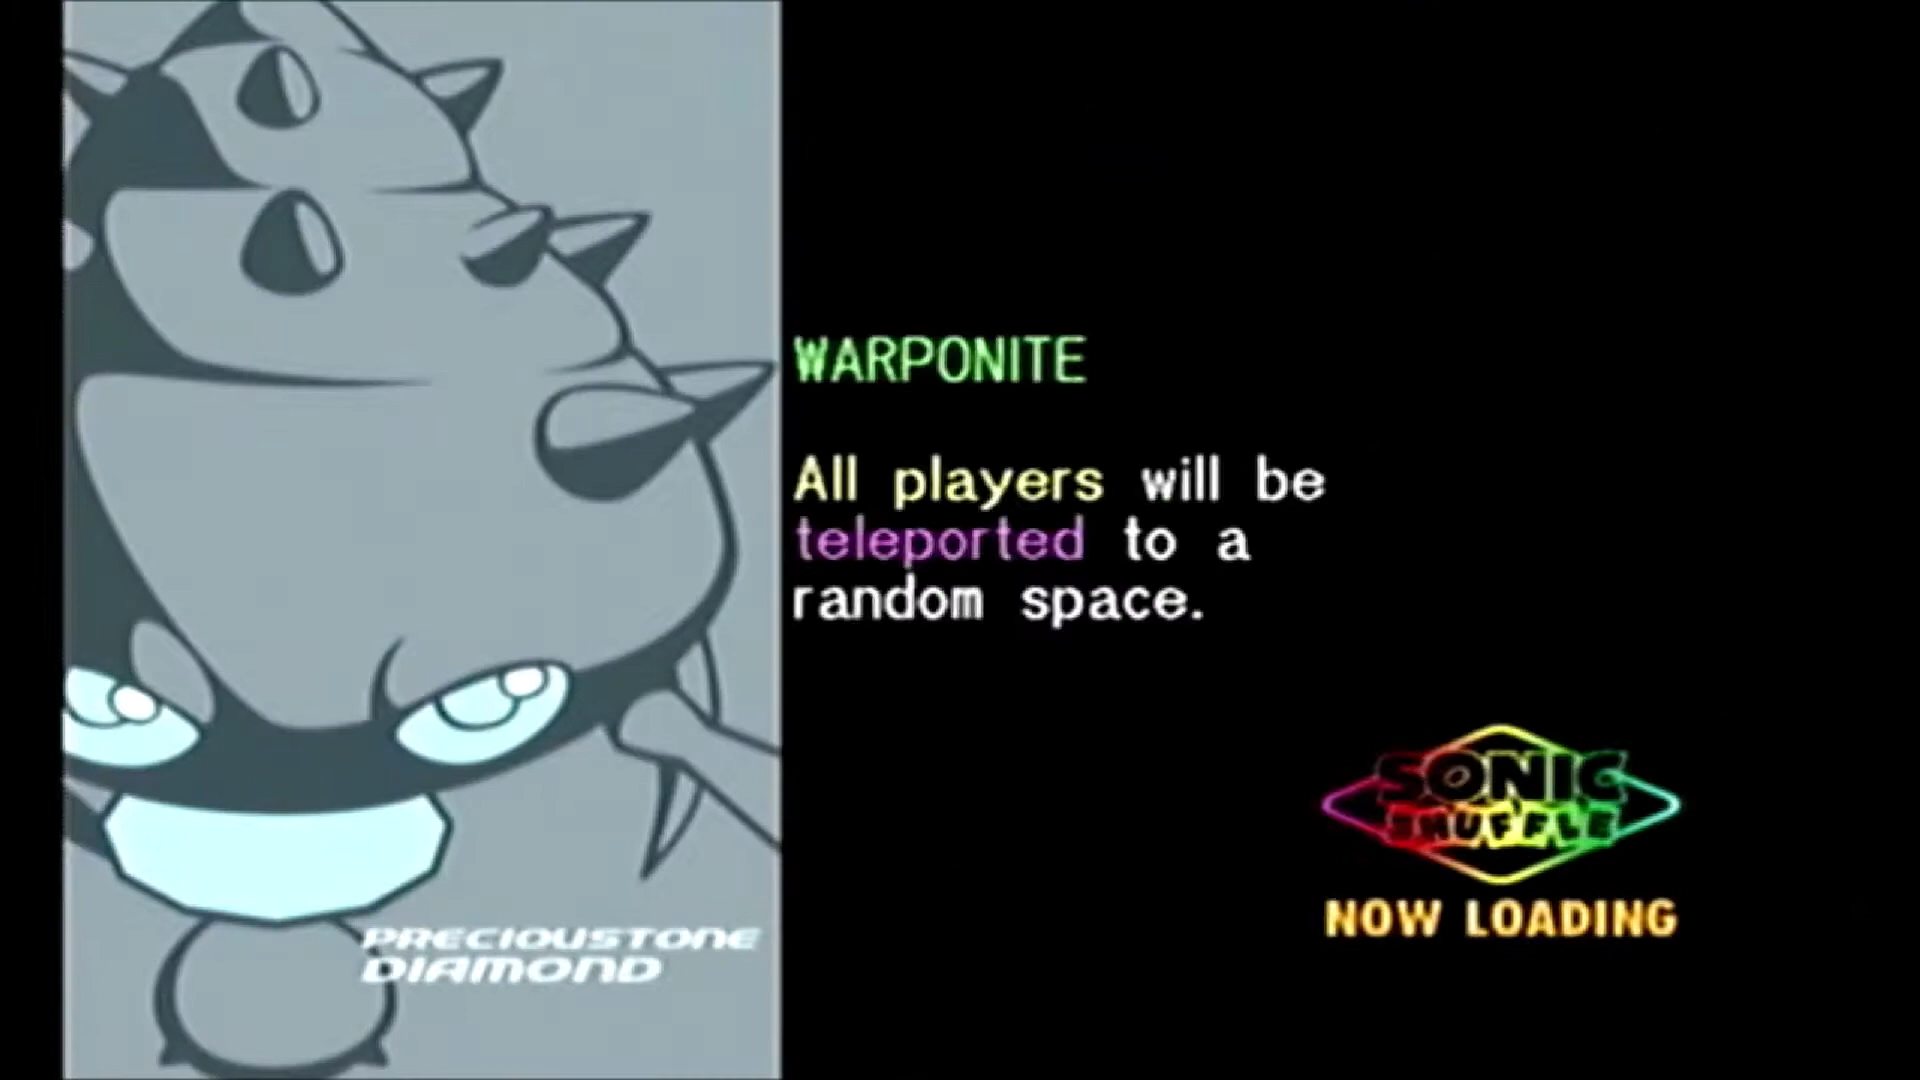 WARPONITE
All players will be
teleported to a
random space.
PRECIOUSTONE
DIAMOND
SONIC
SHUFFLE
NOW LOADING